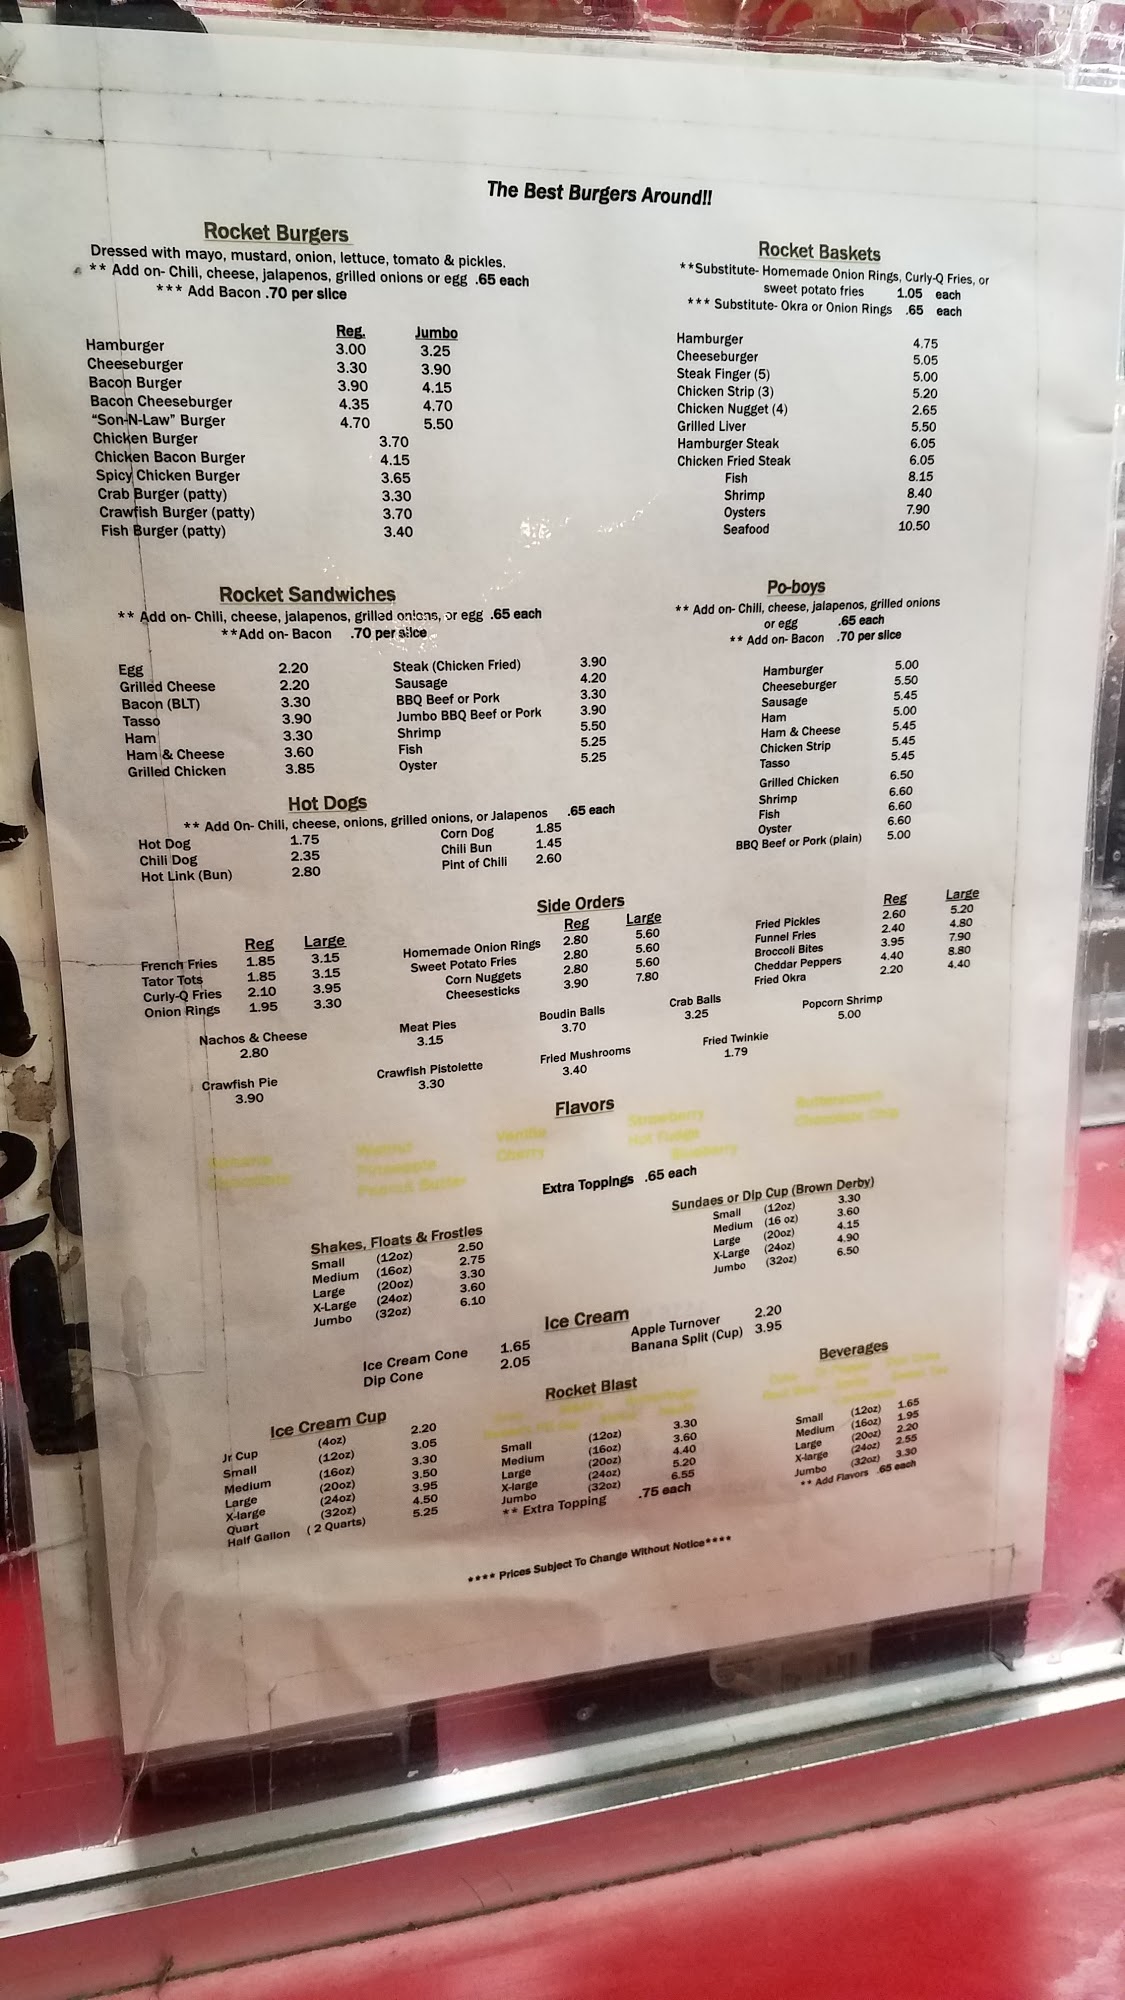 The Best Burgers Around!!
Rocket Burgers
Dressed with mayo, mustard, onion, lettuce, tomato & pickles.
** Add on- Chili, cheese, jalapenos, grilled onions or egg .65 each
*** Add Bacon .70 per slice
Reg. Jumbo
Hamburger 3.00 3.25
Cheeseburger 3.30 3.90
Bacon Burger 3.90 4.15
Bacon Cheeseburger 4.35 4.70
"Son-N-Law" Burger 4.70 5.50
Chicken Burger 3.70
Chicken Bacon Burger 4.15
Spicy Chicken Burger 3.65
Crab Burger (patty) 3.30
Crawfish Burger (patty) 3.70
Fish Burger (patty) 3.40
Rocket Baskets
**Substitute- Homemade Onion Rings, Curly-Q Fries, or
sweet potato fries 1.05 each
*** Substitute- Okra or Onion Rings .65 each
Hamburger 4.75
Cheeseburger 5.05
Steak Finger (5) 5.00
Chicken Strip (3) 5.20
Chicken Nugget (4) 2.65
Grilled Liver 5.50
Hamburger Steak 6.05
Chicken Fried Steak 6.05
Fish 8.15
Shrimp 8.40
Oysters 7.90
Seafood 10.50
Rocket Sandwiches
** Add on- Chili, cheese, jalapenos, grilled onions, or egg .65 each
**Add on- Bacon .70 per slice
Egg 2.20
Grilled Cheese 2.20
Bacon (BLT) 3.30
Tasso 3.90
Ham 3.30
Ham & Cheese 3.60
Grilled Chicken 3.85
Steak (Chicken Fried) 3.90
Sausage 4.20
BBQ Beef or Pork 3.30
Jumbo BBQ Beef or Pork 3.90
Shrimp 5.50
Fish 5.25
Oyster 5.25
Po-boys
** Add on- Chili, cheese, jalapenos, grilled onions
or egg .65 each
** Add on- Bacon .70 per slice
Hamburger 5.00
Cheeseburger 5.50
Sausage 5.45
Ham 5.00
Ham & Cheese 5.45
Chicken Strip 5.45
Tasso 5.45
Grilled Chicken 6.50
Shrimp 6.60
Fish 6.60
Oyster 6.60
BBQ Beef or Pork (plain) 5.00
Hot Dogs
** Add On- Chili, cheese, onions, grilled onions, or Jalapenos .65 each
Hot Dog 1.75
Chili Dog 2.35
Hot Link (Bun) 2.80
Corn Dog 1.85
Chili Bun 1.45
Pint of Chili 2.60
Side Orders
Reg Large
French Fries 1.85 3.15
Tator Tots 1.85 3.15
Curly-Q Fries 2.10 3.95
Onion Rings 1.95 3.30
Reg Large
Homemade Onion Rings 2.80 5.60
Sweet Potato Fries 2.80 5.60
Corn Nuggets 2.80 5.60
Cheesesticks 3.90 7.80
Reg Large
Fried Pickles 2.60 5.20
Funnel Fries 2.40 4.80
Broccoli Bites 3.95 7.90
Cheddar Peppers 4.40 8.80
Fried Okra 2.20 4.40
Nachos & Cheese
2.80
Meat Pies
3.15
Boudin Balls
3.70
Crab Balls
3.25
Popcorn Shrimp
5.00
Crawfish Pie
3.90
Crawfish Pistolette
3.30
Fried Mushrooms
3.40
Fried Twinkie
1.79
Flavors
Walnut
Pineapple
Peanut Butter
Vanilla
Cherry
Strawberry
Hot Fudge
Blueberry
Butterscotch
Chocolate Chip
Extra Toppings .65 each
Shakes, Floats & Frosties
Small (12oz) 2.50
Medium (16oz) 2.75
Large (20oz) 3.30
X-Large (24oz) 3.60
Jumbo (32oz) 6.10
Sundaes or Dip Cup (Brown Derby)
Small (12oz) 3.30
Medium (16 oz) 3.60
Large (20oz) 4.15
X-Large (24oz) 4.90
Jumbo (32oz) 6.50
Ice Cream
Ice Cream Cone 1.65
Dip Cone 2.05
Apple Turnover 2.20
Banana Split (Cup) 3.95
Ice Cream Cup
Jr Cup (4oz) 2.20
Small (12oz) 3.05
Medium (16oz) 3.30
Large (20oz) 3.50
X-large (24oz) 3.95
Quart (32oz) 4.50
Half Gallon ( 2 Quarts) 5.25
Rocket Blast
Small (12oz) 3.30
Medium (16oz) 3.60
Large (20oz) 4.40
X-large (24oz) 5.20
Jumbo (32oz) 6.55
** Extra Topping .75 each
Beverages
Small (12oz) 1.65
Medium (16oz) 1.95
Large (20oz) 2.20
X-large (24oz) 2.55
Jumbo (32oz) 3.30
** Add Flavors .65 each
**** Prices Subject To Change Without Notice****